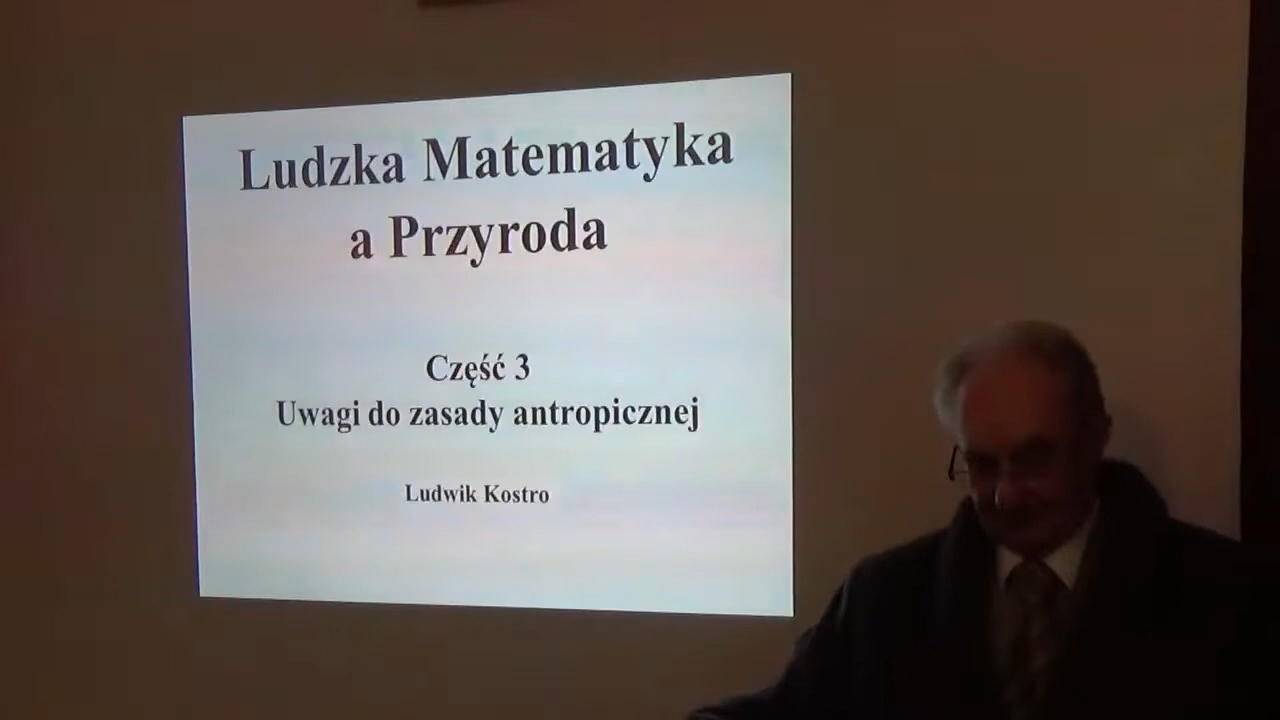 Ludzka Matematyka
a Przyroda
Część 3
Uwagi do zasady antropicznej
Ludwik Kostro